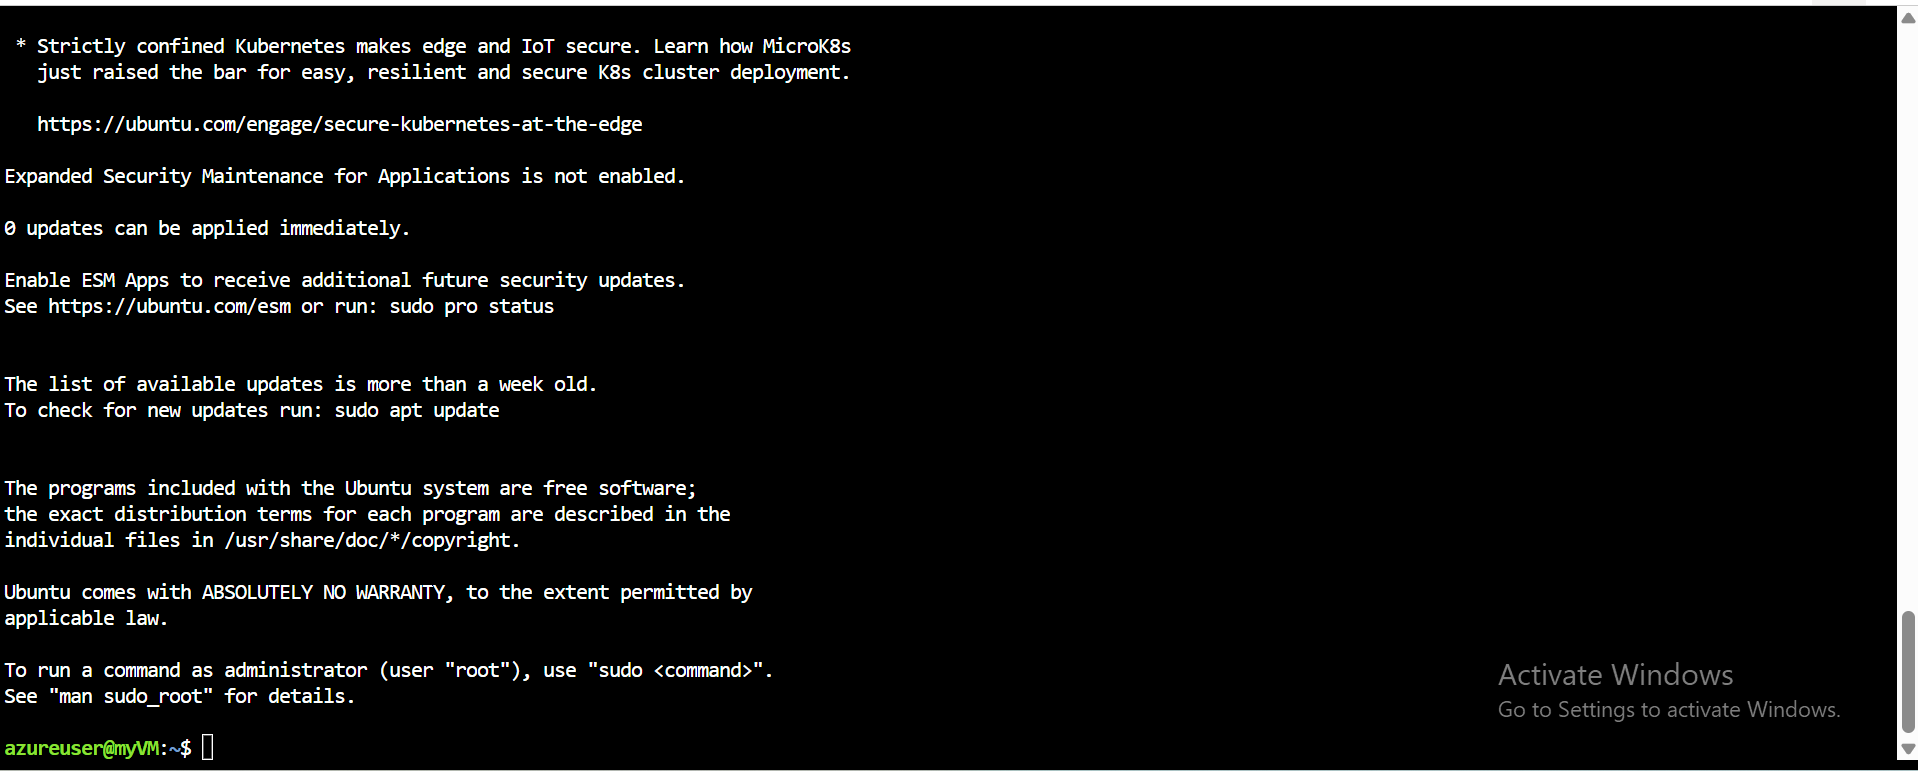 * Strictly confined Kubernetes makes edge and IoT secure. Learn how MicroK8s
just raised the bar for easy, resilient and secure K8s cluster deployment.
https://ubuntu.com/engage/secure-kubernetes-at-the-edge
Expanded Security Maintenance for Applications is not enabled.
0 updates can be applied immediately.
Enable ESM Apps to receive additional future security updates.
See https://ubuntu.com/esm or run: sudo pro status
The list of available updates is more than a week old.
To check for new updates run: sudo apt update
The programs included with the Ubuntu system are free software;
the exact distribution terms for each program are described in the
individual files in /usr/share/doc/*/copyright.
Ubuntu comes with ABSOLUTELY NO WARRANTY, to the extent permitted by
applicable law.
To run a command as administrator (user "root"), use "sudo <command>".
See "man sudo_root" for details.
azureuser@myVM:~$
Activate Windows
Go to Settings to activate Windows.